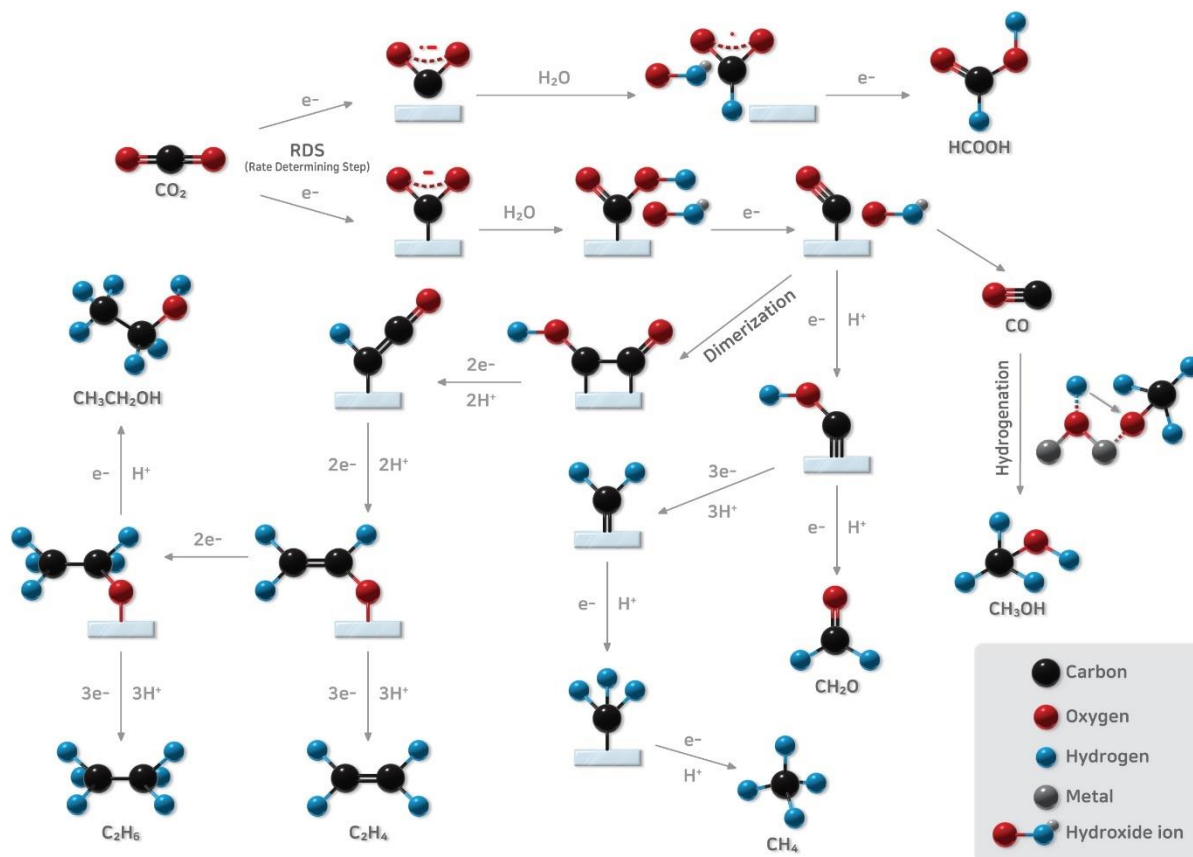 e-
H₂O
e-
HCOOH
CO₂
RDS
(Rate Determining Step)
e-
H₂O
e-
CO
CH₃CH₂OH
2e-
2H⁺
Dimerization
e- H⁺
Hydrogenation
e- H⁺
2e- 2H⁺
3e-
3H⁺
e- H⁺
2e-
e- H⁺
CH₂O
CH₃OH
3e- 3H⁺
3e- 3H⁺
e-
H⁺
C₂H₆
C₂H₄
CH₄
Carbon
Oxygen
Hydrogen
Metal
Hydroxide ion